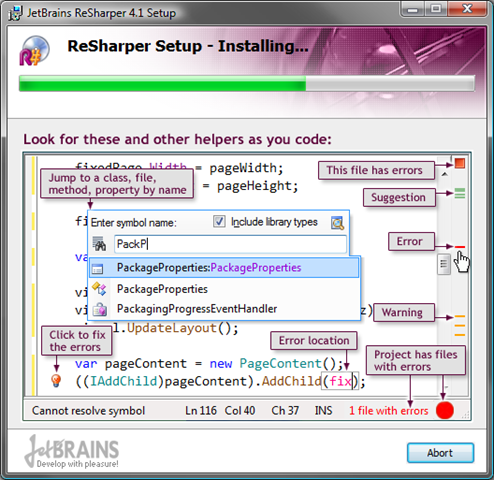 JetBrains ReSharper 4.1 Setup
ReSharper Setup - Installing...
R#
Look for these and other helpers as you code:
fixedPage.Width = pageWidth;
This file has errors
Jump to a class, file,
method, property by name
= pageHeight;
Suggestion
fi
Enter symbol name:
Include library types
PackP
Error
va
PackageProperties:PackageProperties
PackageProperties
vi
PackagingProgressEventHandler
z)
Warning
l.UpdateLayout();
Click to fix
the errors
Error location
Project has files
with errors
var pageContent = new PageContent();
((IAddChild)pageContent).AddChild(fix);
Cannot resolve symbol
Ln 116
Col 40
Ch 37
INS
1 file with errors
JetBRAINS
Develop with pleasure!
Abort